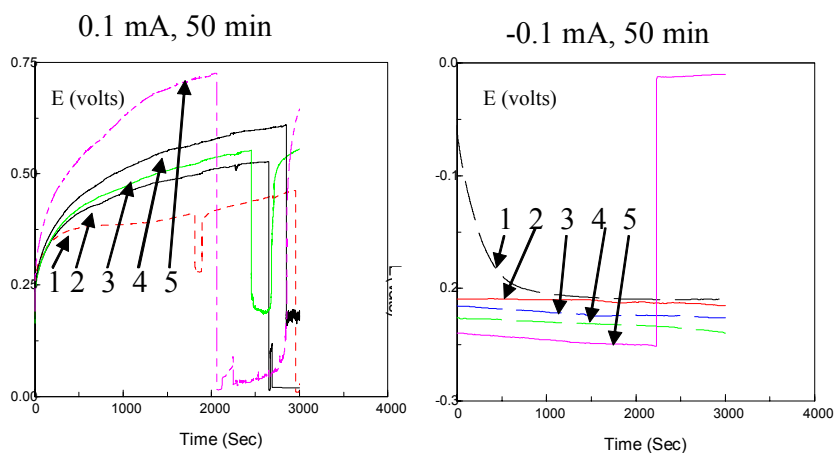 0.1 mA, 50 min
-0.1 mA, 50 min
0.75
E (volts)
0.50
0.25
0.00
1 2 3 4 5
0 1000 2000 3000 4000
Time (Sec)
0.0
E (volts)
-0.1
1 2 3 4 5
0.2
-0.3
0 1000 2000 3000 4000
Time (Sec)